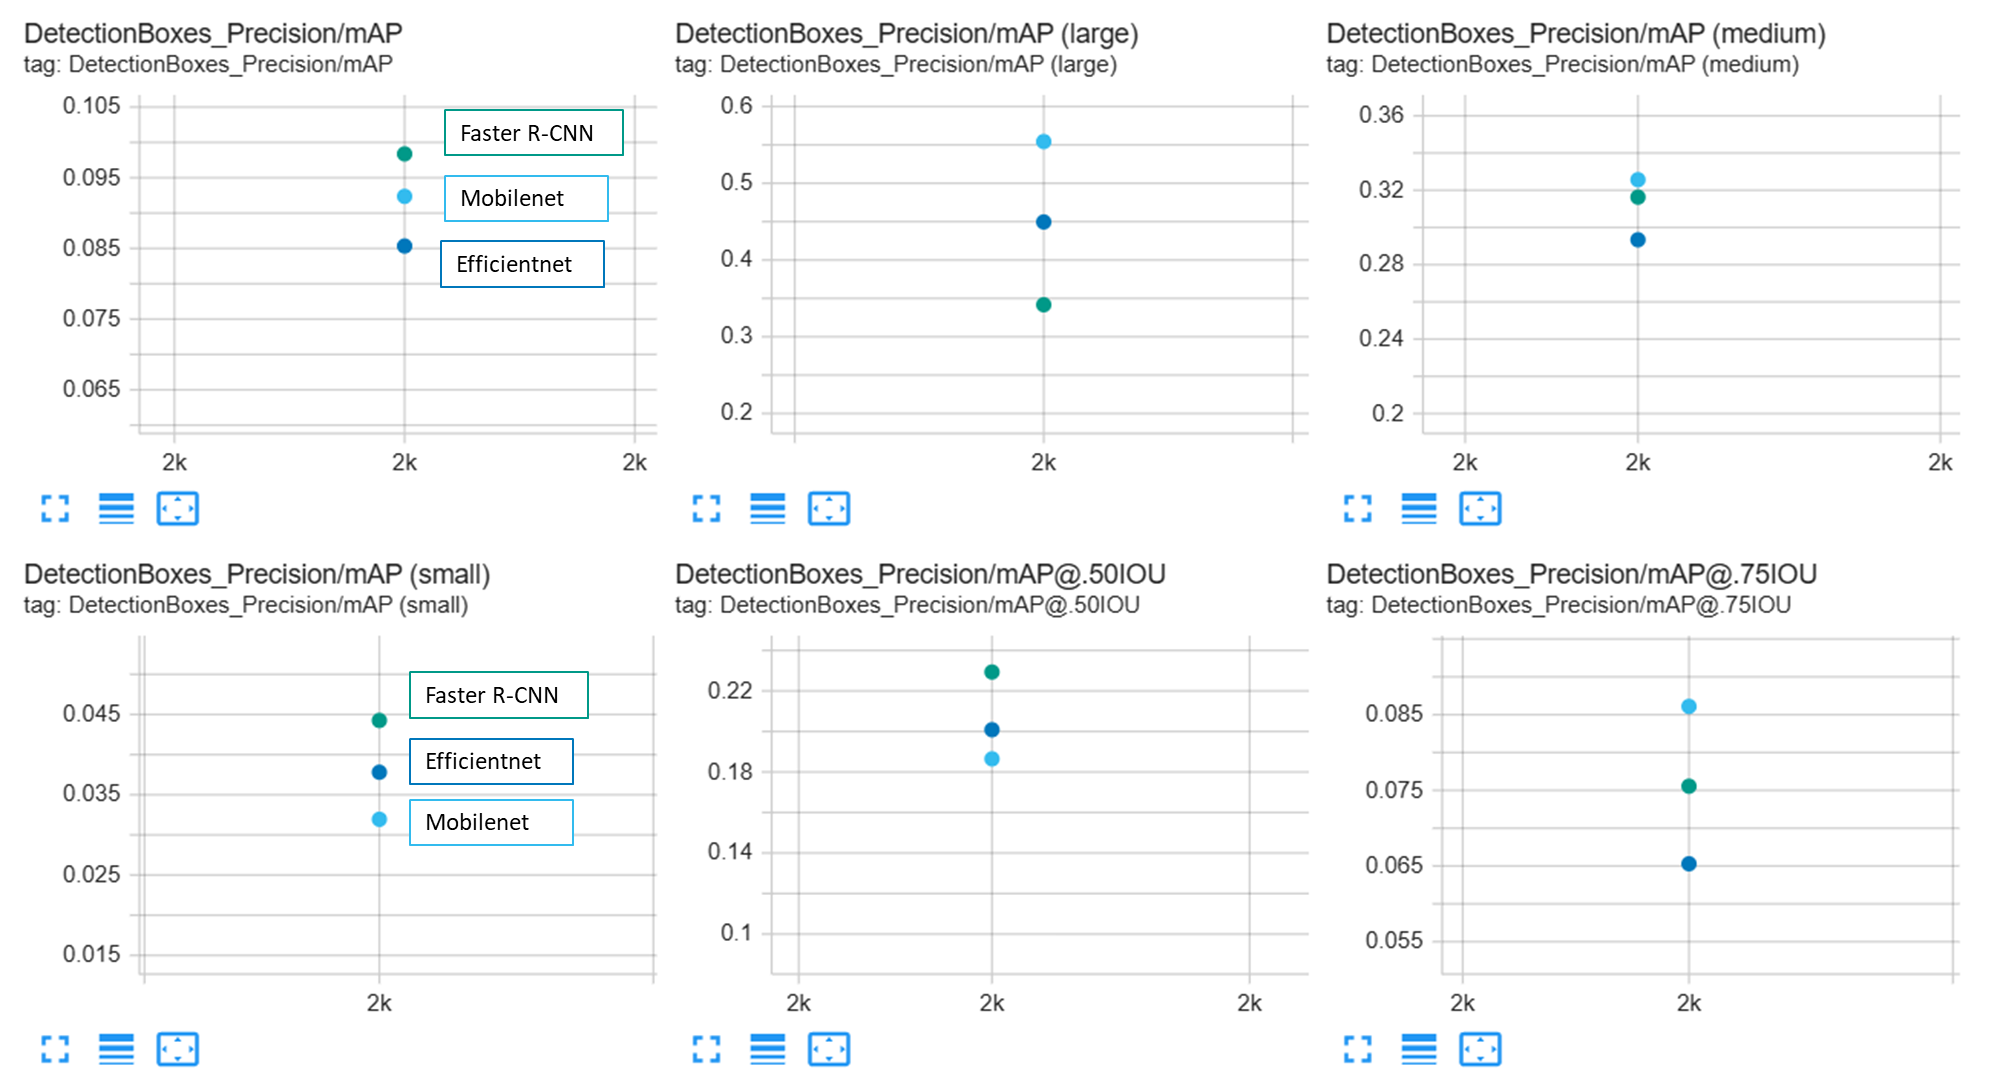 DetectionBoxes_Precision/mAP
tag: DetectionBoxes_Precision/mAP
0.105
0.095
0.085
0.075
0.065
Faster R-CNN
Mobilenet
Efficientnet
2k
2k
2k
DetectionBoxes_Precision/mAP (large)
tag: DetectionBoxes_Precision/mAP (large)
0.6
0.5
0.4
0.3
0.2
2k
DetectionBoxes_Precision/mAP (medium)
tag: DetectionBoxes_Precision/mAP (medium)
0.36
0.32
0.28
0.24
0.2
2k
2k
2k
DetectionBoxes_Precision/mAP (small)
tag: DetectionBoxes_Precision/mAP (small)
0.045
0.035
0.025
0.015
Faster R-CNN
Efficientnet
Mobilenet
2k
DetectionBoxes_Precision/mAP@.50IOU
tag: DetectionBoxes_Precision/mAP@.50IOU
0.22
0.18
0.14
0.1
2k
2k
2k
DetectionBoxes_Precision/mAP@.75IOU
tag: DetectionBoxes_Precision/mAP@.75IOU
0.085
0.075
0.065
0.055
2k
2k